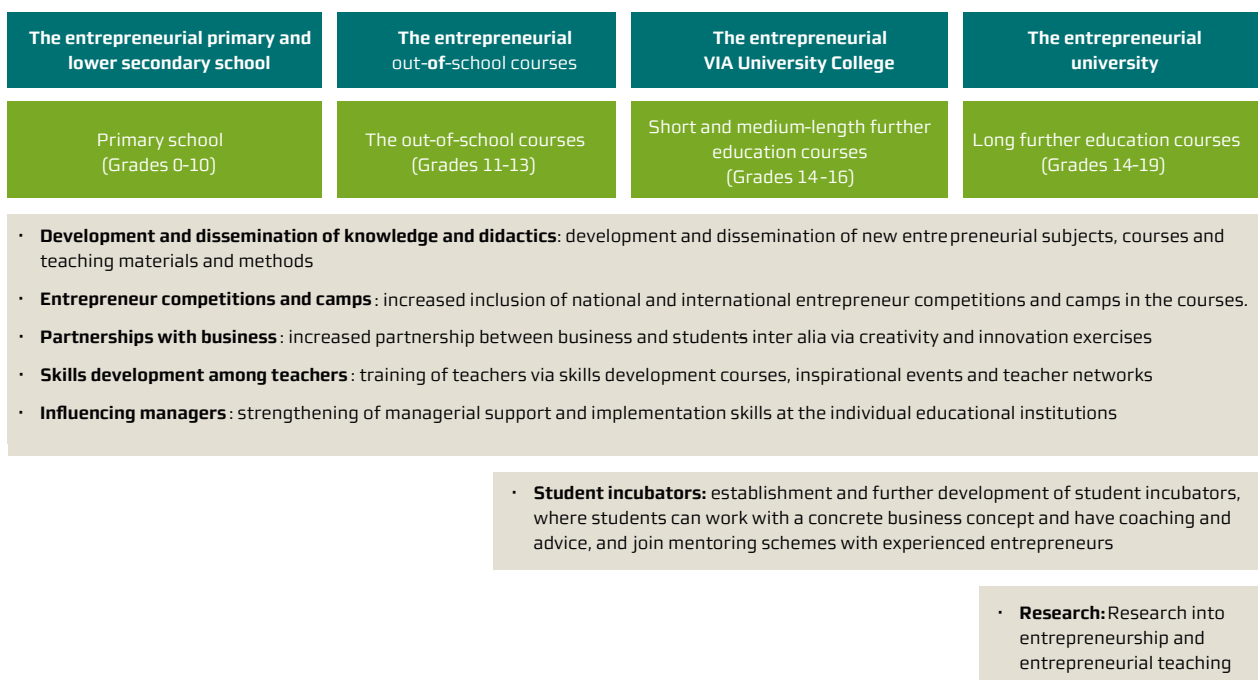 The entrepreneurial primary and
lower secondary school
The entrepreneurial
out-of-school courses
The entrepreneurial
VIA University College
The entrepreneurial
university
Primary school
(Grades 0-10)
The out-of-school courses
(Grades 11-13)
Short and medium-length further
education courses
(Grades 14-16)
Long further education courses
(Grades 14-19)
· Development and dissemination of knowledge and didactics: development and dissemination of new entrepreneurial subjects, courses and
teaching materials and methods
· Entrepreneur competitions and camps: increased inclusion of national and international entrepreneur competitions and camps in the courses.
· Partnerships with business: increased partnership between business and students inter alia via creativity and innovation exercises
· Skills development among teachers: training of teachers via skills development courses, inspirational events and teacher networks
· Influencing managers: strengthening of managerial support and implementation skills at the individual educational institutions
· Student incubators: establishment and further development of student incubators,
where students can work with a concrete business concept and have coaching and
advice, and join mentoring schemes with experienced entrepreneurs
· Research: Research into
entrepreneurship and
entrepreneurial teaching